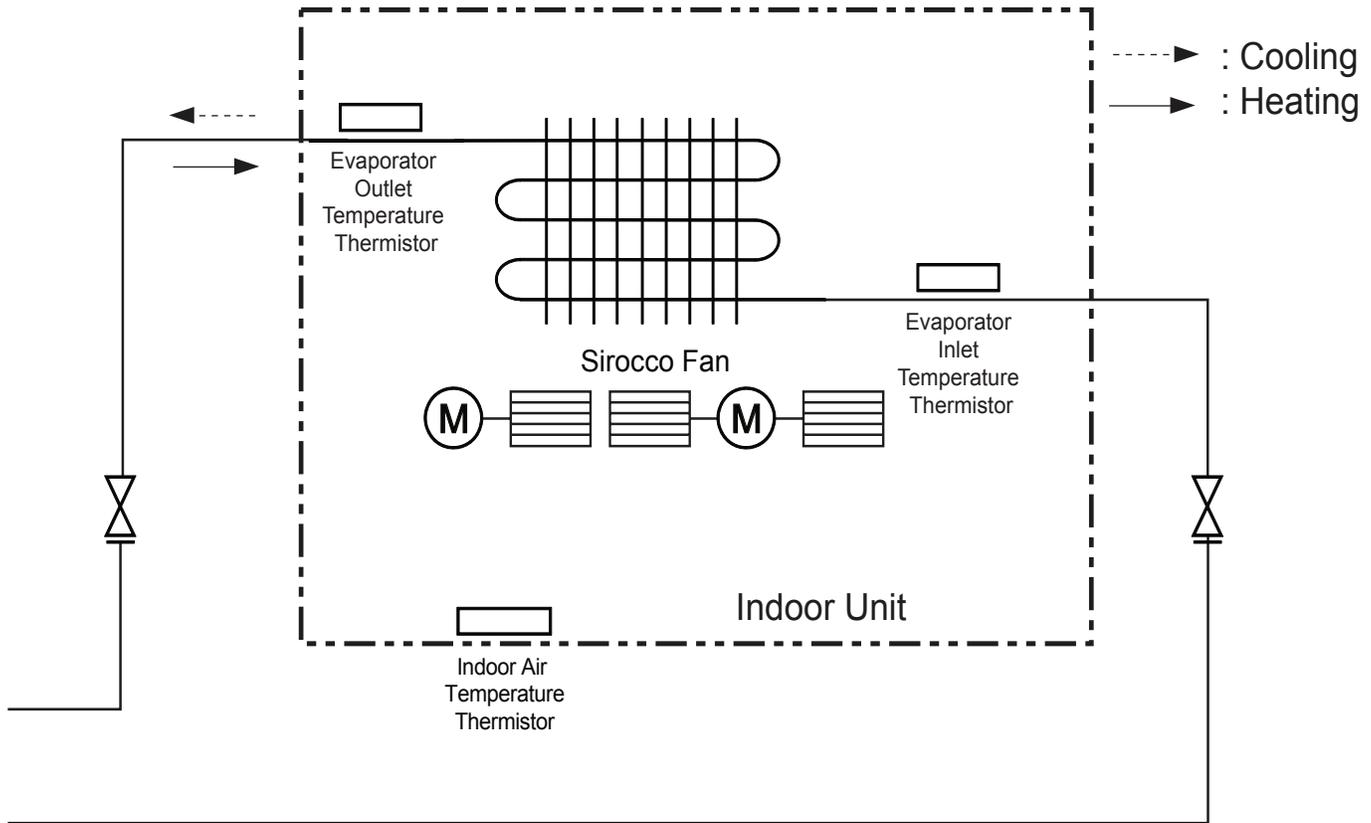 : Cooling
: Heating
Evaporator
Outlet
Temperature
Thermistor
Evaporator
Inlet
Temperature
Thermistor
Sirocco Fan
M
M
Indoor Unit
Indoor Air
Temperature
Thermistor